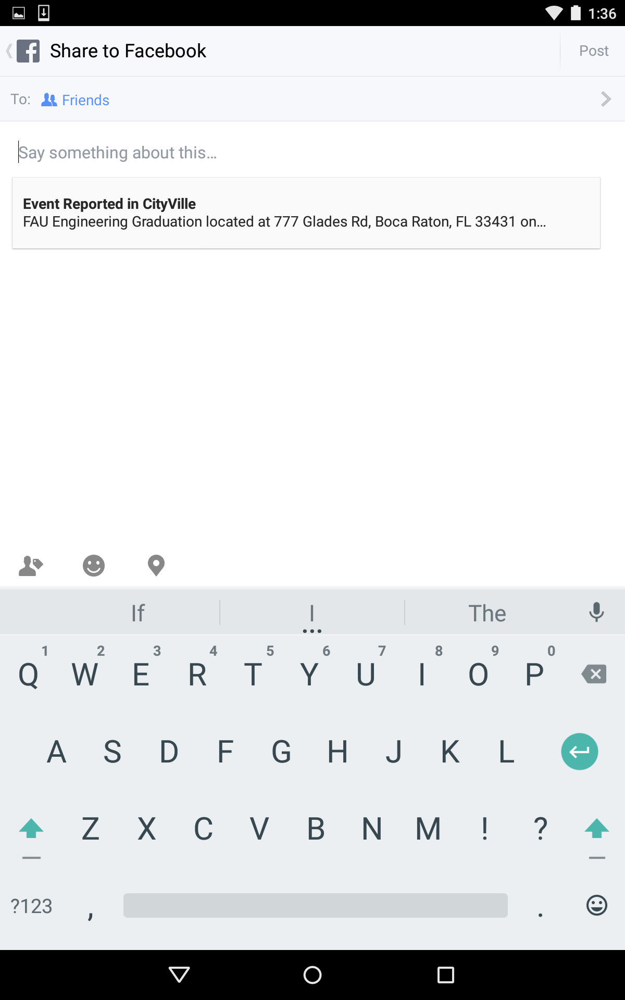 1:36
Share to Facebook
Post
To: Friends
Say something about this...
Event Reported in CityVille
FAU Engineering Graduation located at 777 Glades Rd, Boca Raton, FL 33431 on...
If I The
1 2 3 4 5 6 7 8 9 0
Q W E R T Y U I O P
A S D F G H J K L
Z X C V B N M ! ?
?123 , .